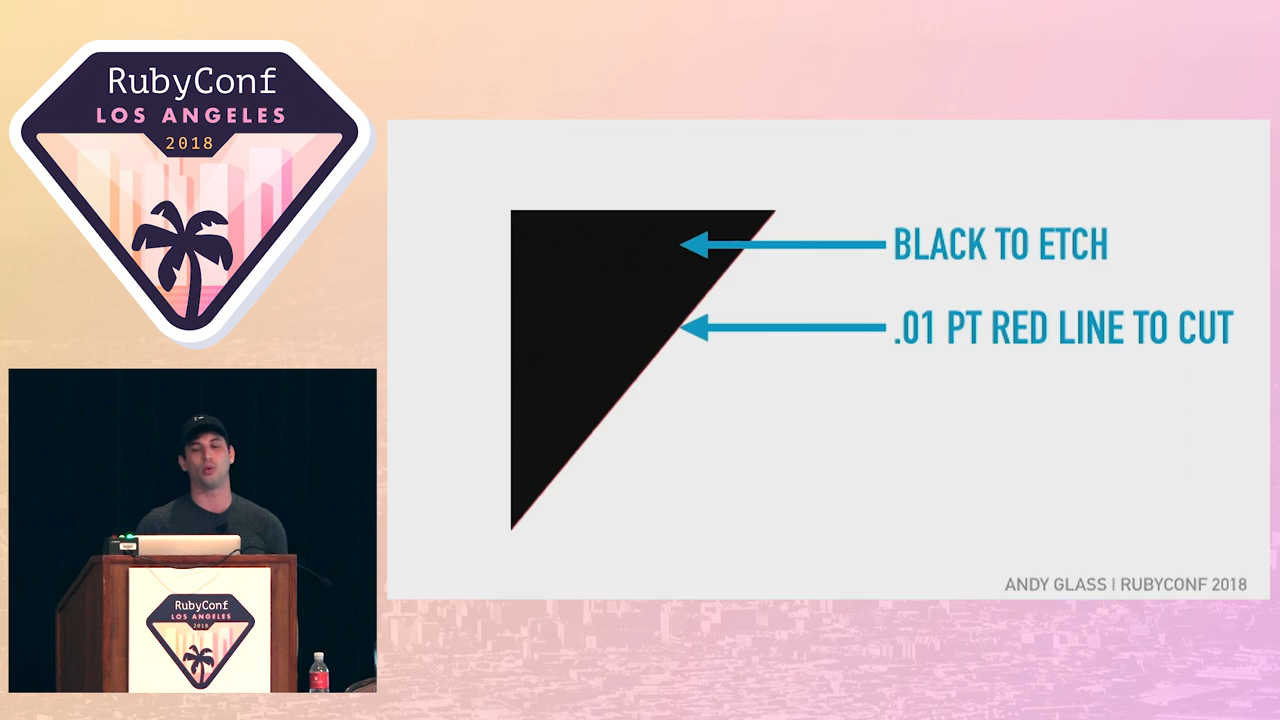 RubyConf
LOS ANGELES
2018
BLACK TO ETCH
.01 PT RED LINE TO CUT
ANDY GLASS | RUBYCONF 2018
RubyConf
LOS ANGELES
2018